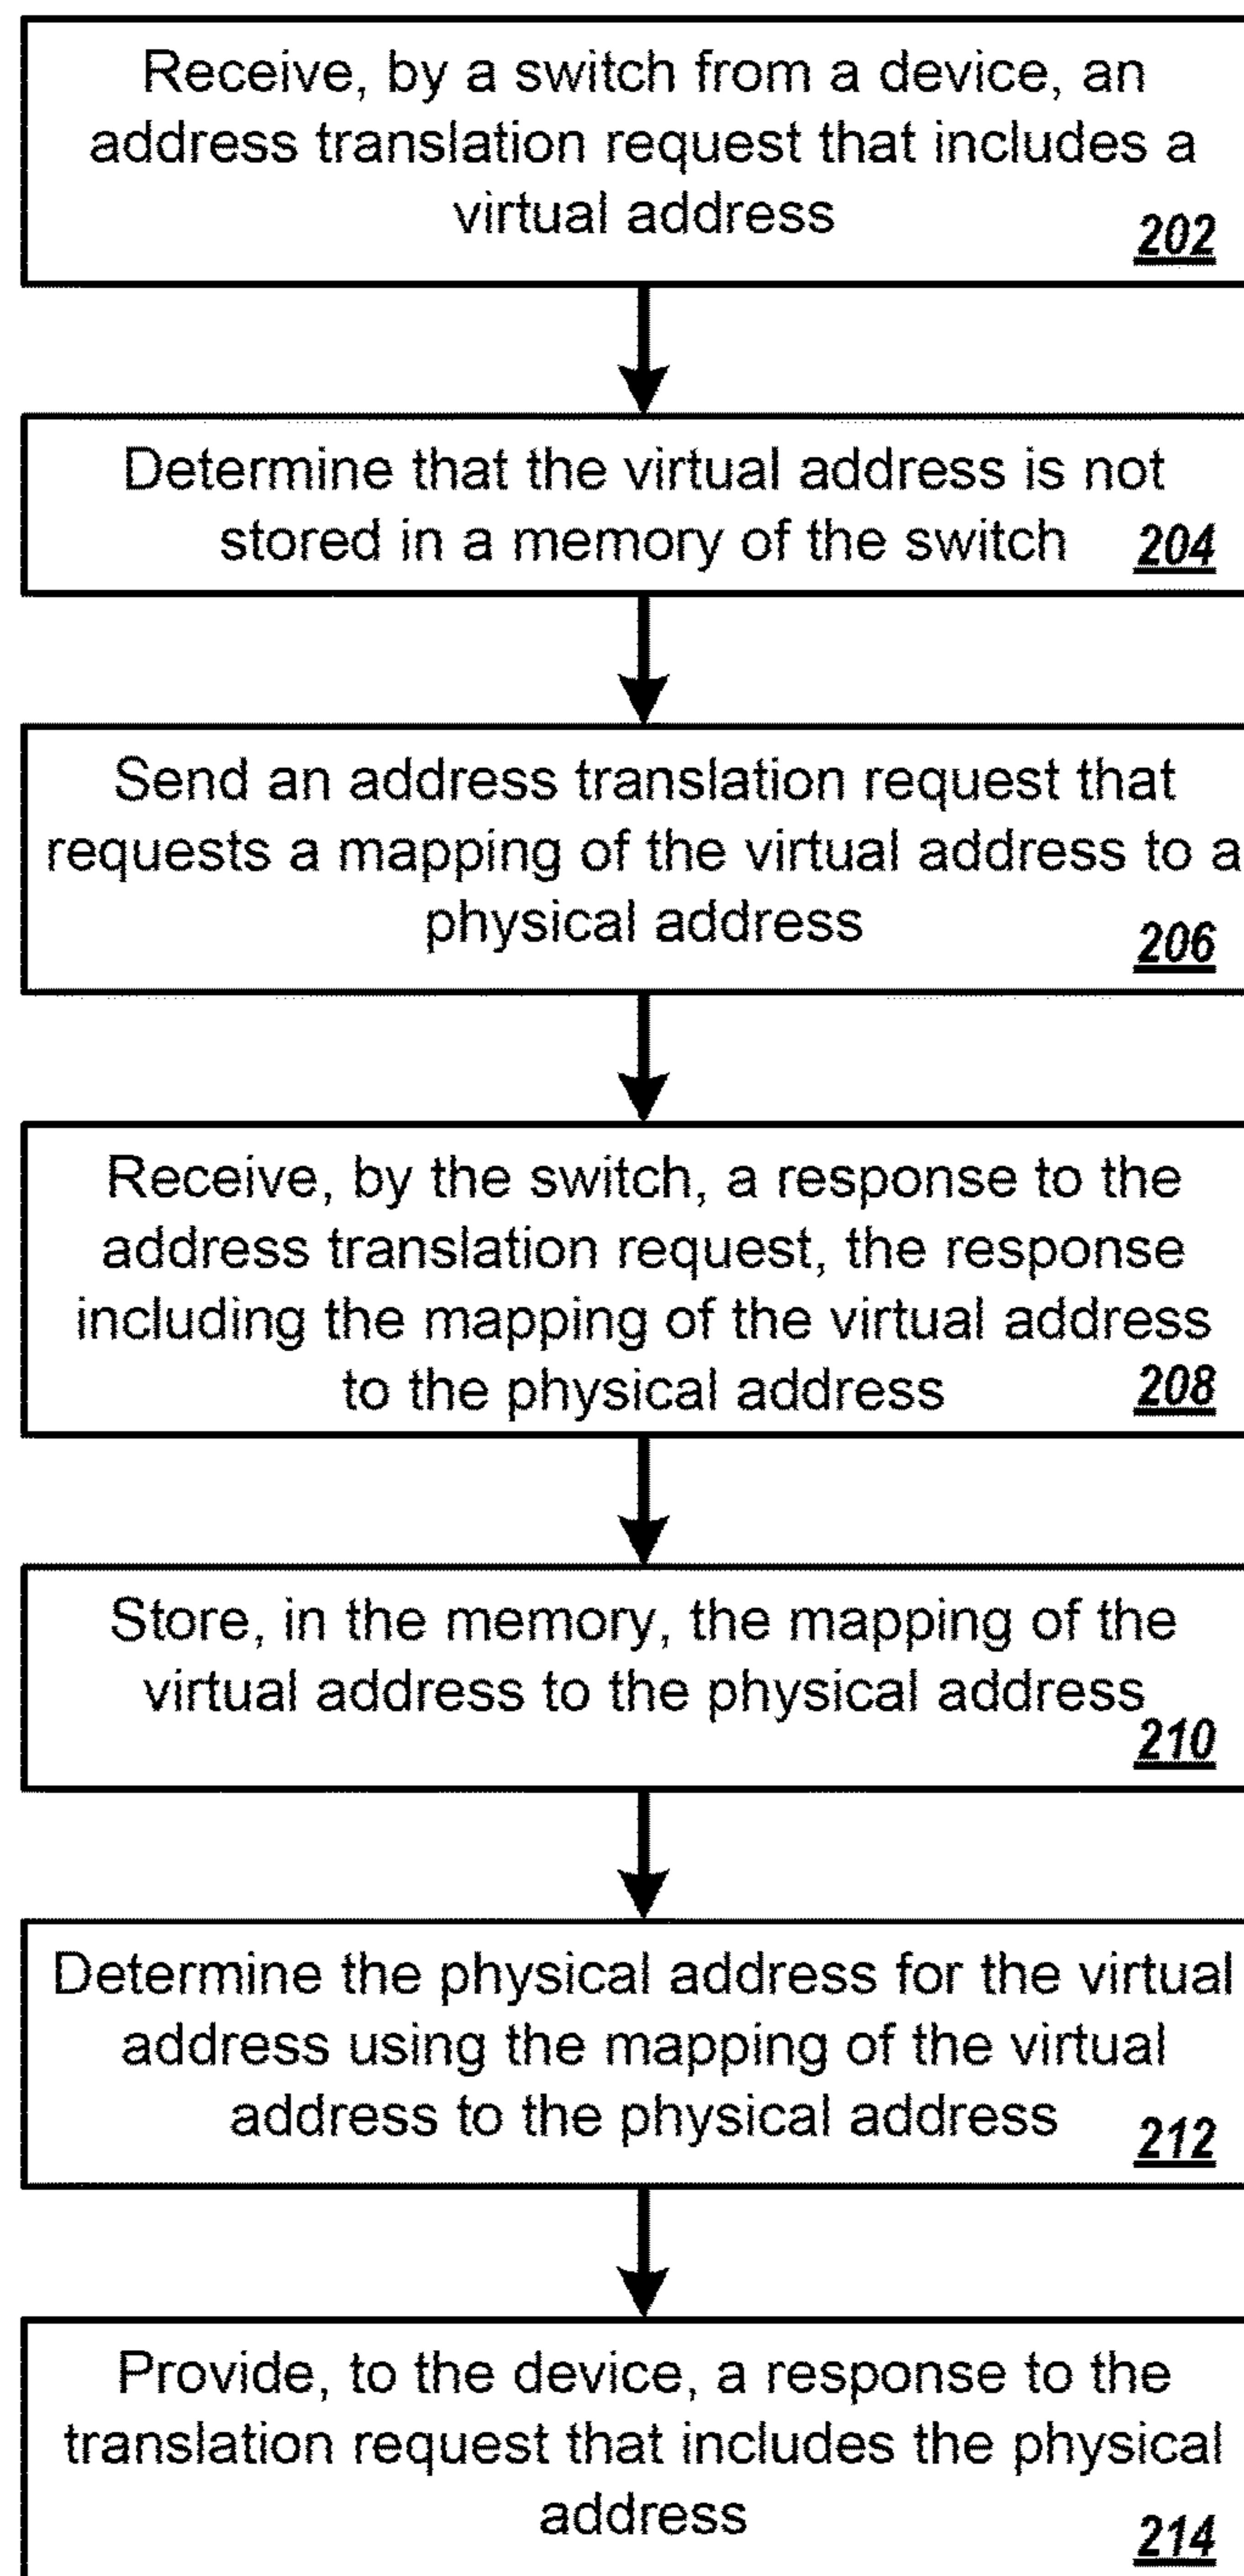 Receive, by a switch from a device, an
address translation request that includes a
virtual address
202
Determine that the virtual address is not
stored in a memory of the switch
204
Send an address translation request that
requests a mapping of the virtual address to a
physical address
206
Receive, by the switch, a response to the
address translation request, the response
including the mapping of the virtual address
to the physical address
208
Store, in the memory, the mapping of the
virtual address to the physical address
210
Determine the physical address for the virtual
address using the mapping of the virtual
address to the physical address
212
Provide, to the device, a response to the
translation request that includes the physical
address
214